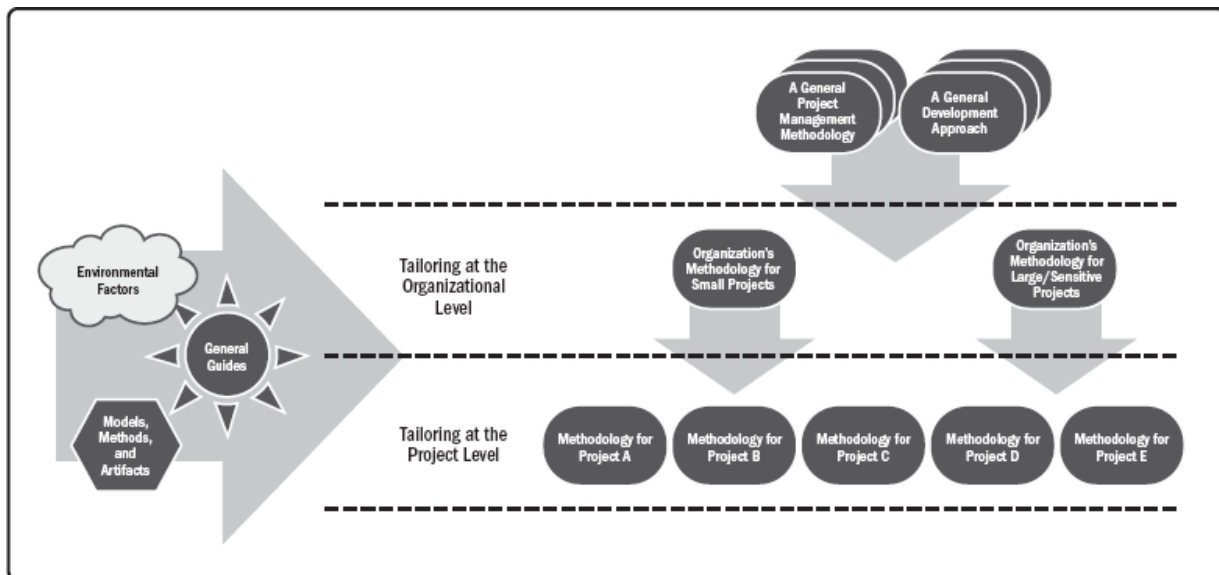 A General
Project
Management
Methodology
A General
Development
Approach
Environmental
Factors
General
Guides
Models,
Methods,
and
Artifacts
Tailoring at the
Organizational
Level
Organization's
Methodology for
Small Projects
Organization's
Methodology for
Large/Sensitive
Projects
Tailoring at the
Project Level
Methodology for
Project A
Methodology for
Project B
Methodology for
Project C
Methodology for
Project D
Methodology for
Project E